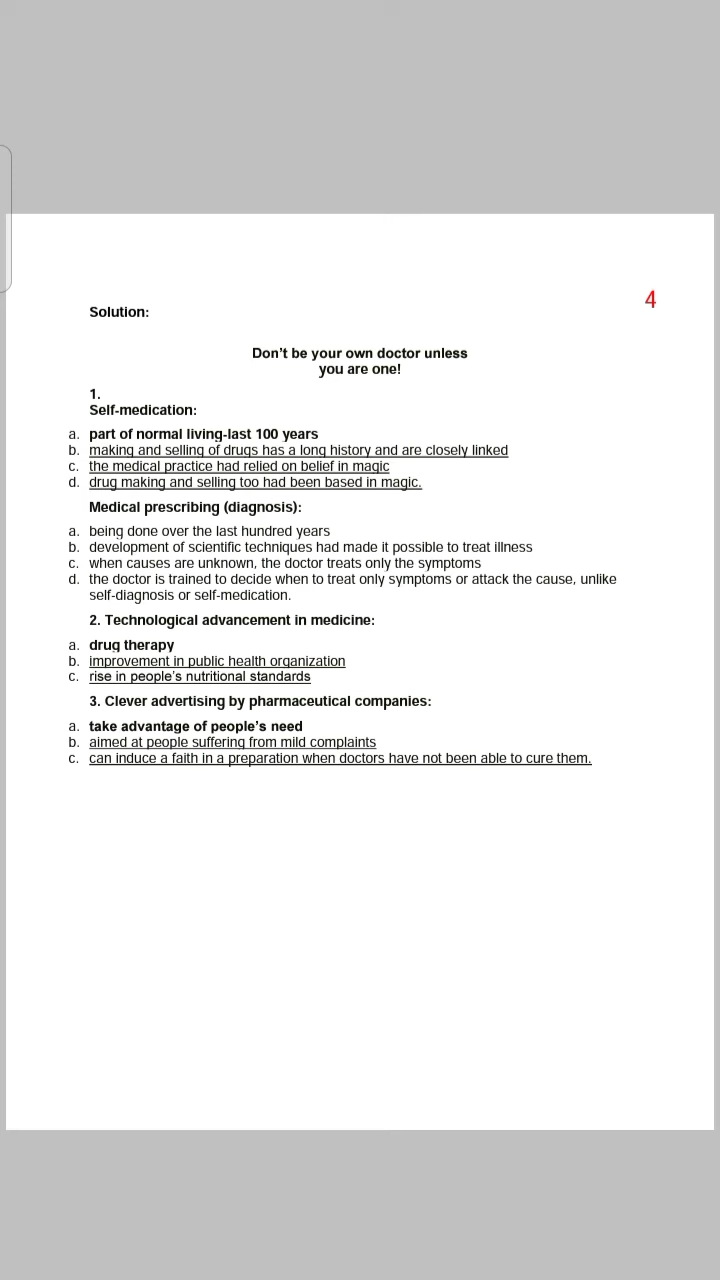 4
Solution:
Don't be your own doctor unless
you are one!
1.
Self-medication:
a. part of normal living-last 100 years
b. making and selling of drugs has a long history and are closely linked
c. the medical practice had relied on belief in magic
d. drug making and selling too had been based in magic.
Medical prescribing (diagnosis):
a. being done over the last hundred years
b. development of scientific techniques had made it possible to treat illness
c. when causes are unknown, the doctor treats only the symptoms
d. the doctor is trained to decide when to treat only symptoms or attack the cause, unlike
self-diagnosis or self-medication.
2. Technological advancement in medicine:
a. drug therapy
b. improvement in public health organization
c. rise in people's nutritional standards
3. Clever advertising by pharmaceutical companies:
a. take advantage of people's need
b. aimed at people suffering from mild complaints
c. can induce a faith in a preparation when doctors have not been able to cure them.